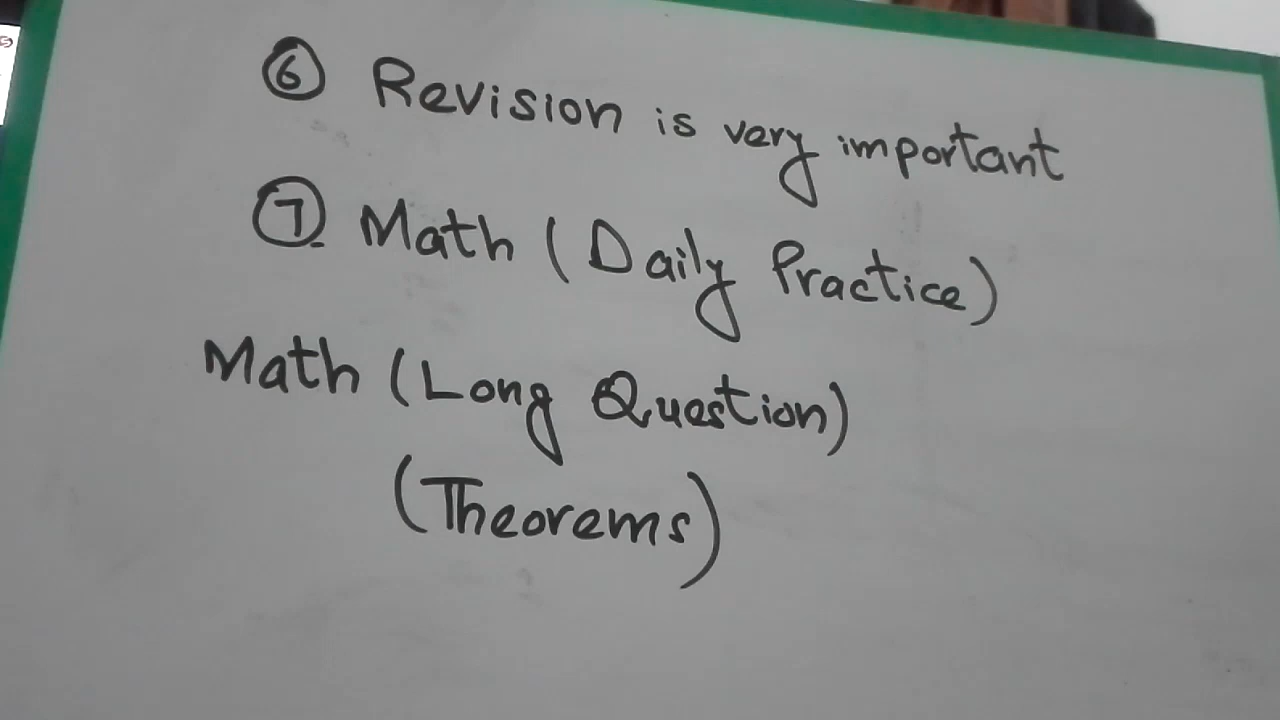 ⑥ Revision is very important
⑦. Math (Daily Practice)
Math (Long Question)
(Theorems)